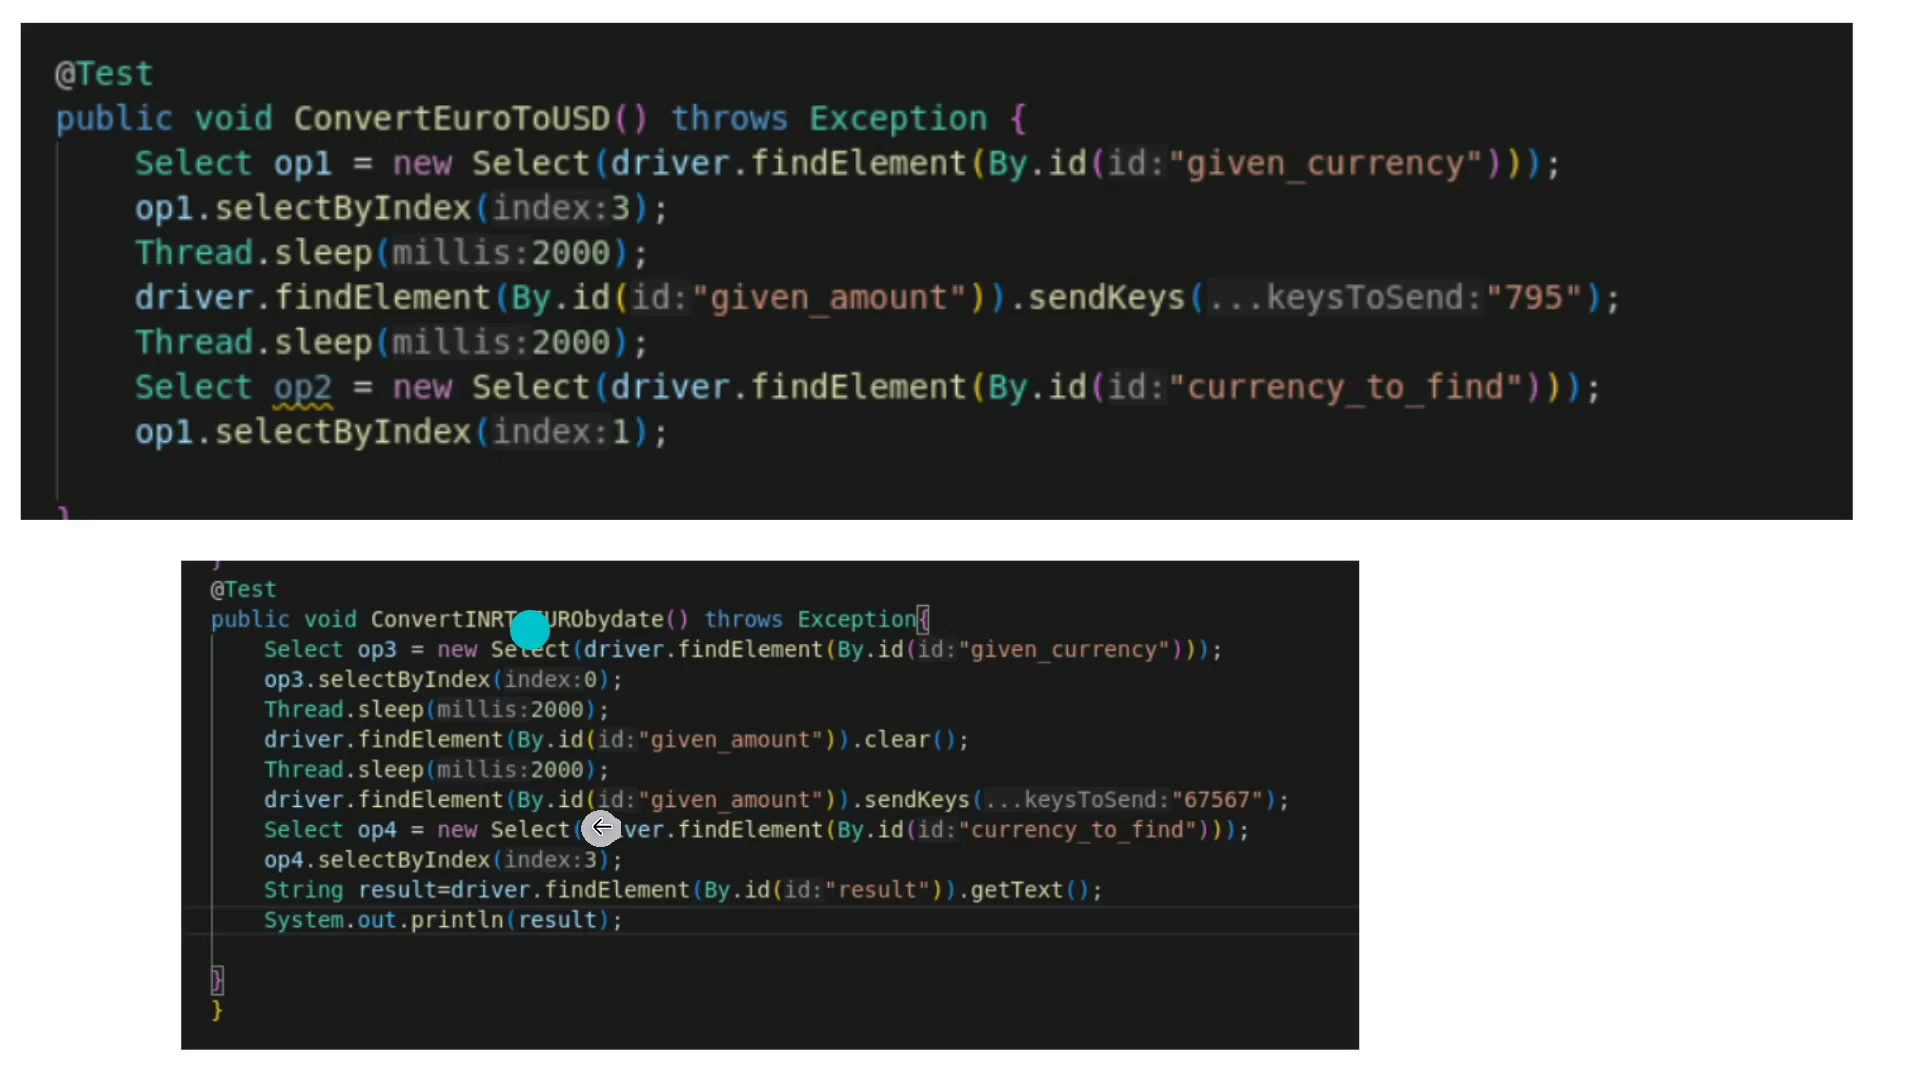 @Test
public void ConvertEuroToUSD() throws Exception {
Select op1 = new Select(driver.findElement(By.id(id:"given_currency")));
op1.selectByIndex(index:3);
Thread.sleep(millis:2000);
driver.findElement(By.id(id:"given_amount")).sendKeys(...keysToSend:"795");
Thread.sleep(millis:2000);
Select op2 = new Select(driver.findElement(By.id(id:"currency_to_find")));
op1.selectByIndex(index:1);
}
}
@Test
public void () throws Exception{
Select op3 = new Select(driver.findElement(By.id(id:"given_currency")));
op3.selectByIndex(index:0);
Thread.sleep(millis:2000);
driver.findElement(By.id(id:"given_amount")).clear();
Thread.sleep(millis:2000);
driver.findElement(By.id(id:"given_amount")).sendKeys(...keysToSend:"67567");
Select op4 = new Select( .findElement(By.id(id:"currency_to_find")));
op4.selectByIndex(index:3);
String result=driver.findElement(By.id(id:"result")).getText();
System.out.println(result);
}
}